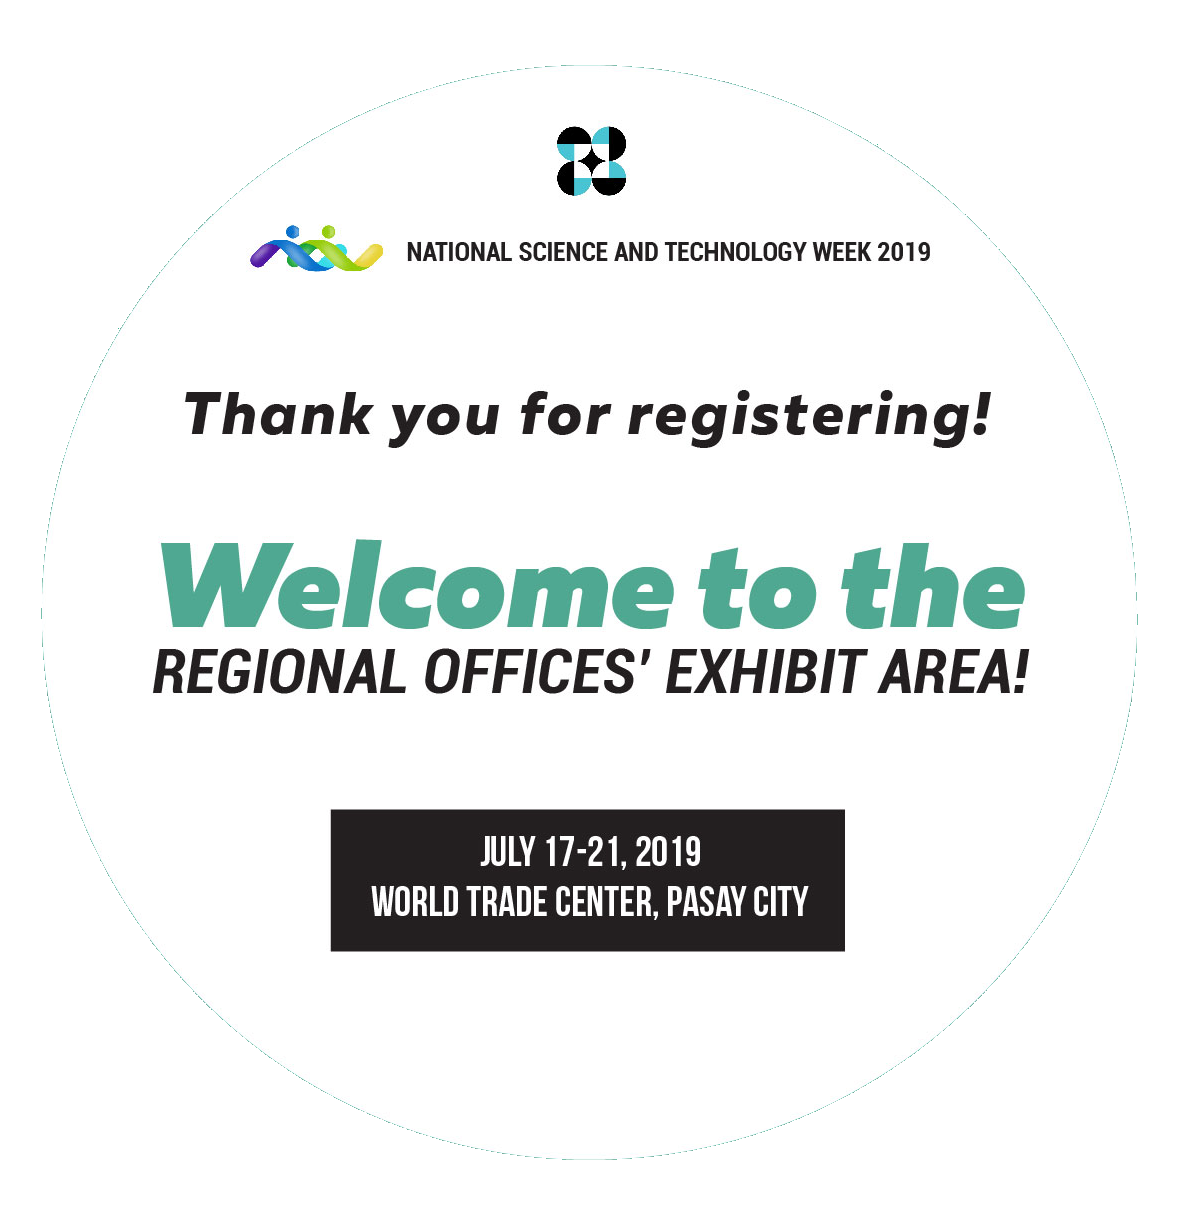 NATIONAL SCIENCE AND TECHNOLOGY WEEK 2019
Thank you for registering!
Welcome to the
REGIONAL OFFICES' EXHIBIT AREA!
JULY 17-21, 2019
WORLD TRADE CENTER, PASAY CITY